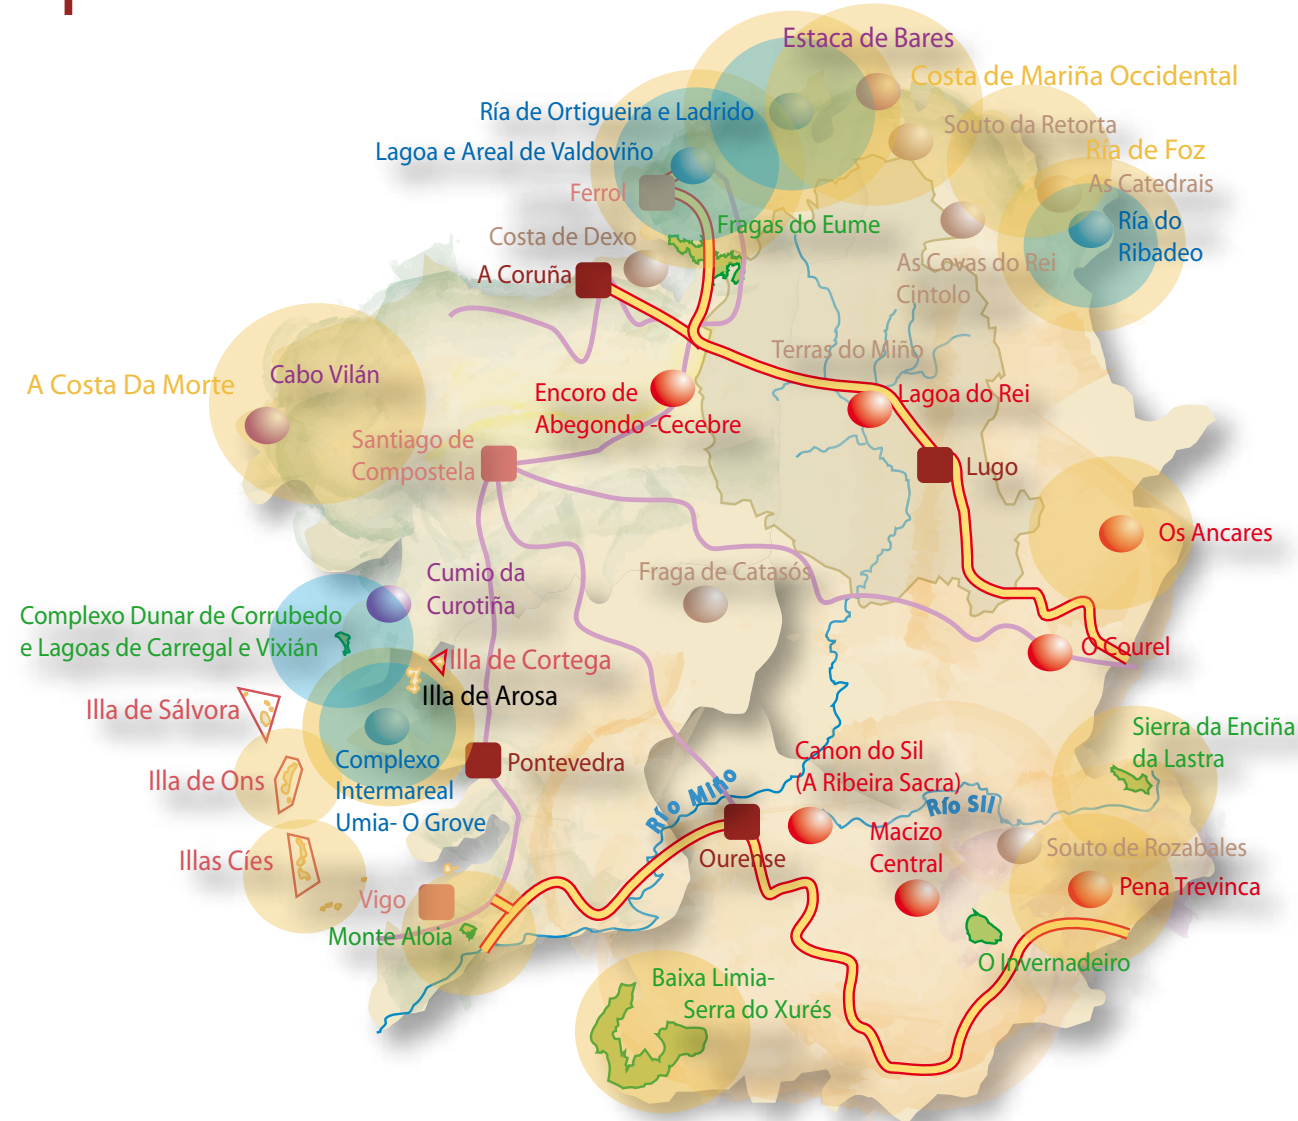 Estaca de Bares
Costa de Mariña Occidental
Ría de Ortigueira e Ladrido
Souto da Retorta
Lagoa e Areal de Valdoviño
Ría de Foz
As Catedrais
Ferrol
Ría do
Ribadeo
Fragas do Eume
Costa de Dexo
A Coruña
As Covas do Rei
Cintolo
Terras do Miño
A Costa Da Morte
Cabo Vilán
Encoro de
Abegondo -Cecebre
Lagoa do Rei
Santiago de
Compostela
Lugo
Os Ancares
Cumio da
Curotiña
Fraga de Catasós
Complexo Dunar de Corrubedo
e Lagoas de Carregal e Vixián
O Courel
Illa de Cortega
Illa de Arosa
Illa de Sálvora
Sierra da Enciña
da Lastra
Canon do Sil
(A Ribeira Sacra)
Pontevedra
Complexo
Intermareal
Umia- O Grove
Illa de Ons
Río Miño
Río Sil
Macizo
Central
Ourense
Souto de Rozabales
Illas Cíes
Pena Trevinca
Vigo
Monte Aloia
O Invernadeiro
Baixa Limia-
Serra do Xurés